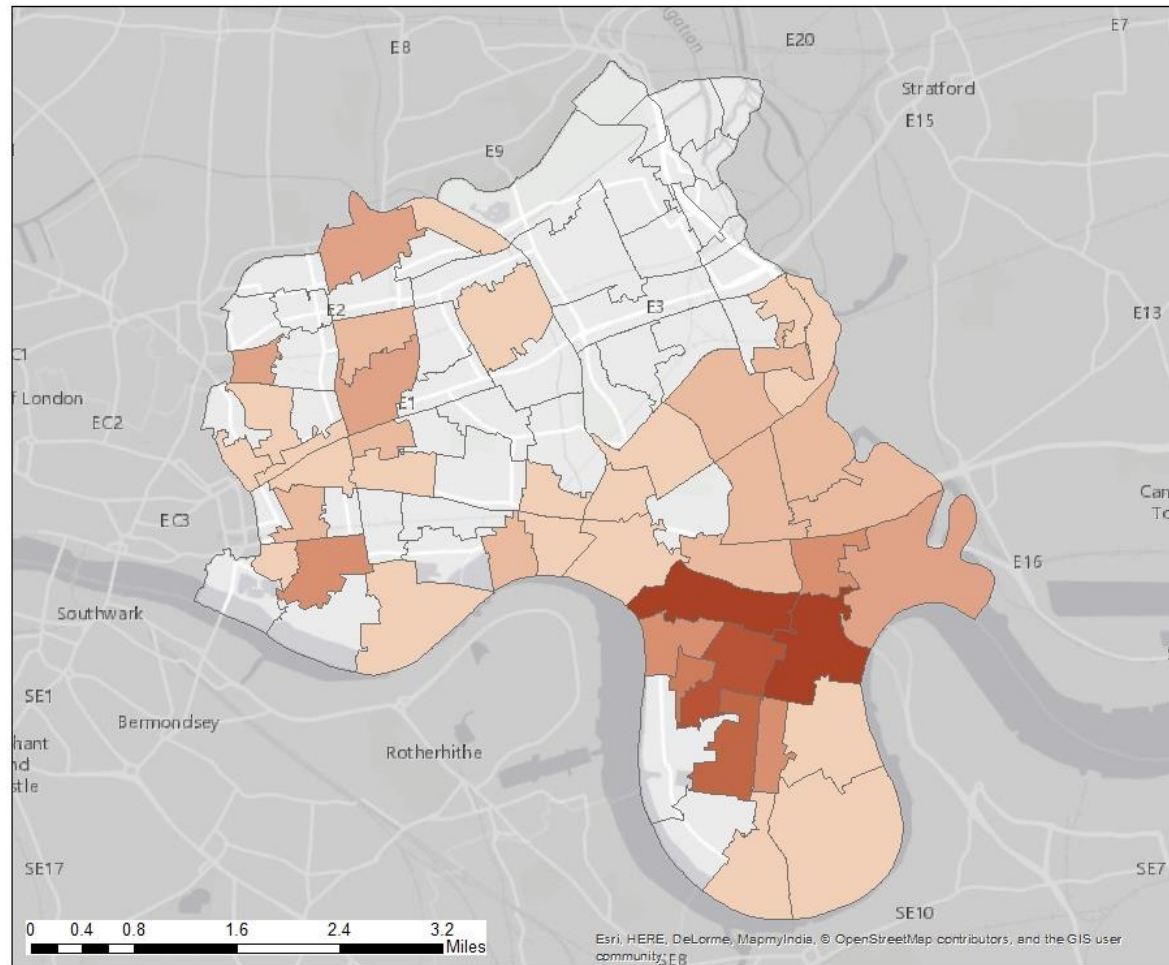 E7
E8
E20
Stratford
E15
E9
E2
E3
E13
C1
f London
E1
EC2
EC3
Can
To
E16
Southwark
SE1
Bermondsey
Rotherhithe
hant
nd
stle
SE17
SE7
SE10
0 0.4 0.8 1.6 2.4 3.2
Miles
Esri, HERE, DeLorme, MapmyIndia, © OpenStreetMap contributors, and the GIS user
community
SE8